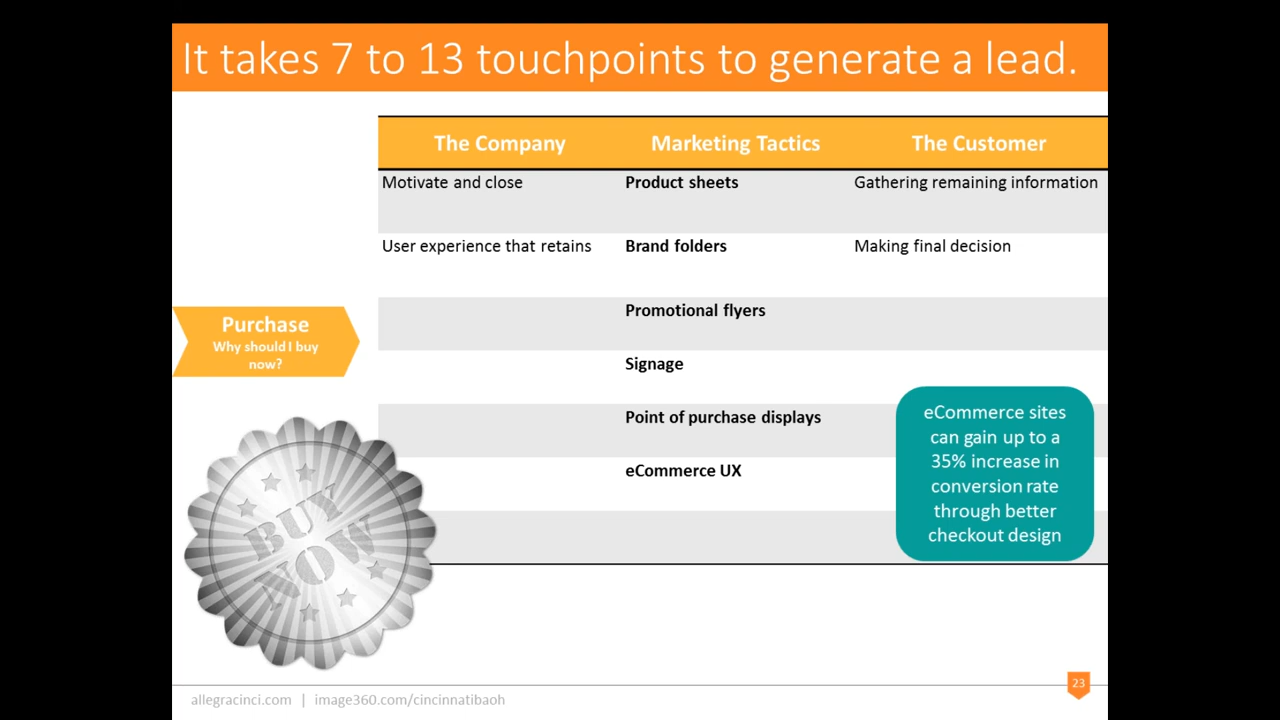 It takes 7 to 13 touchpoints to generate a lead.
The Company Marketing Tactics The Customer
Motivate and close Product sheets Gathering remaining information
User experience that retains Brand folders Making final decision
Promotional flyers
Purchase
Why should I buy
now?
Signage
Point of purchase displays
eCommerce UX
eCommerce sites
can gain up to a
35% increase in
conversion rate
through better
checkout design
BUY
NOW
allegracinci.com | image360.com/cincinnatibaoh
23